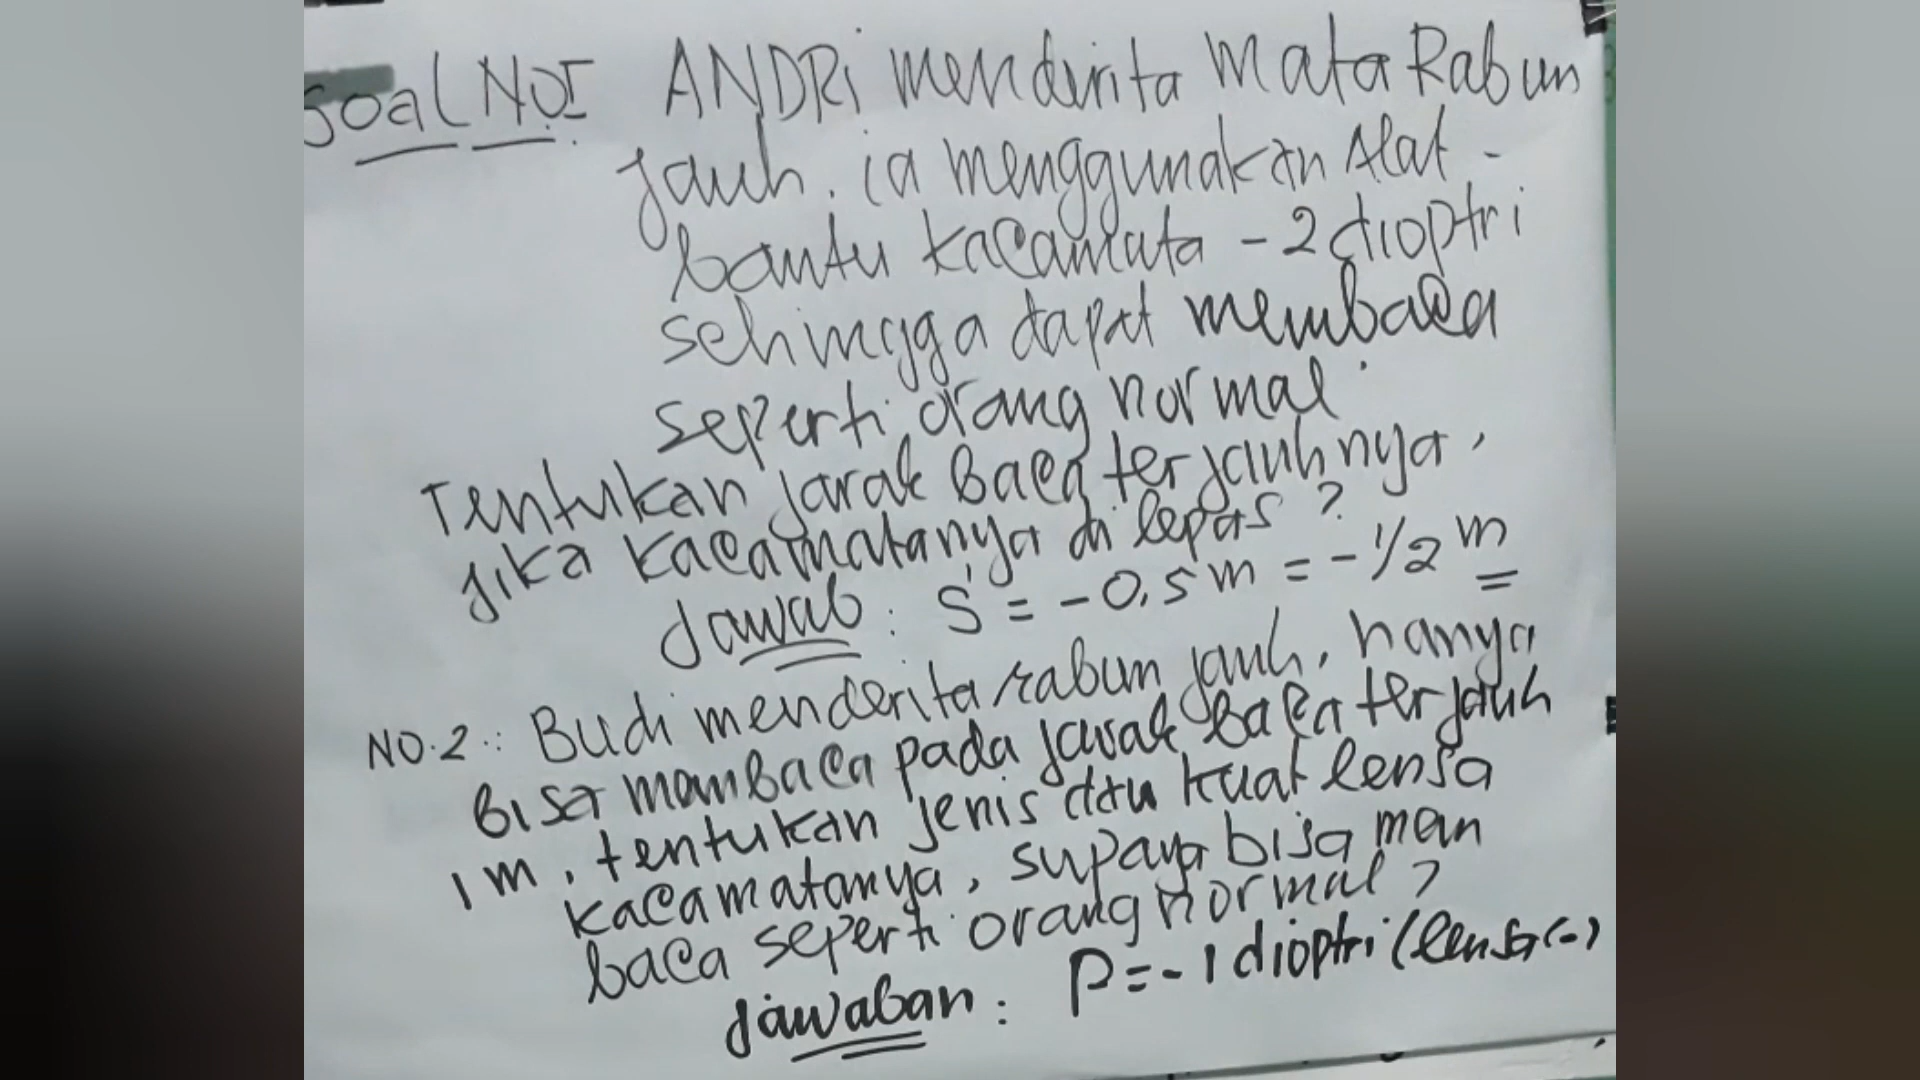 Soal NO I ANDRi menderita mata Rabun
jauh. ia menggunakan Alat -
bantu kacamata - 2 dioptri
sehingga dapat membaca
seperti orang normal.
Tentukan jarak Baca terjauhnya,
jika kacamatanya di lepas ?
Jawab : S' = - 0,5 m = - 1/2 m
NO.2 : Budi menderita rabun jauh, hanya
Bisa mamBaca pada jarak Baca terjauh
1 m, tentukan jenis atau kuat lensa
kacamatanya, supaya bisa mem
baca seperti orang normal ?
Jawaban : P = - 1 dioptri (lensa (-)